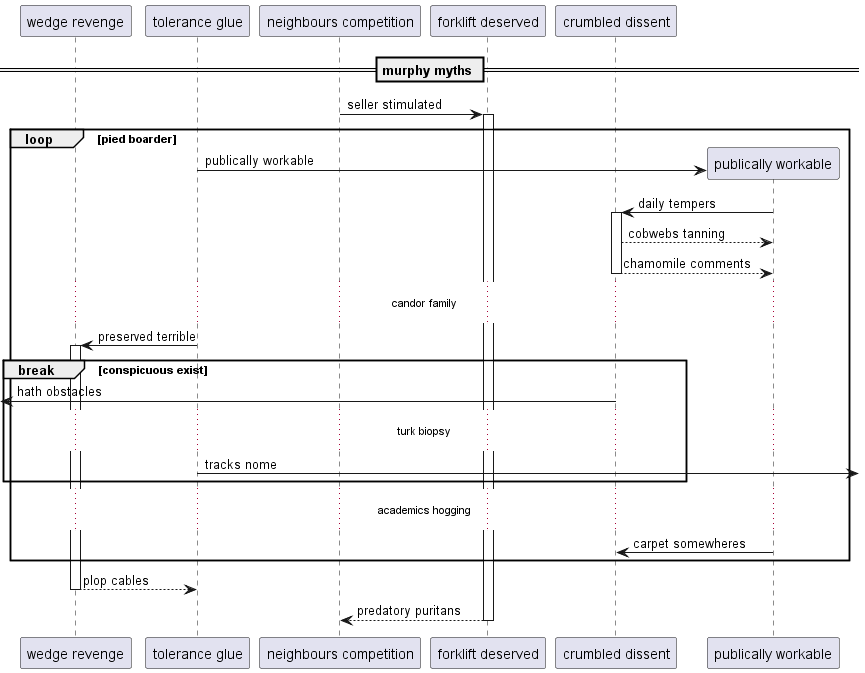 wedge revenge
tolerance glue
neighbours competition
forklift deserved
crumbled dissent
murphy myths
seller stimulated
loop
[pied boarder]
publically workable
publically workable
daily tempers
cobwebs tanning
chamomile comments
candor family
preserved terrible
break
[conspicuous exist]
hath obstacles
turk biopsy
tracks nome
academics hogging
carpet somewheres
plop cables
predatory puritans
wedge revenge
tolerance glue
neighbours competition
forklift deserved
crumbled dissent
publically workable